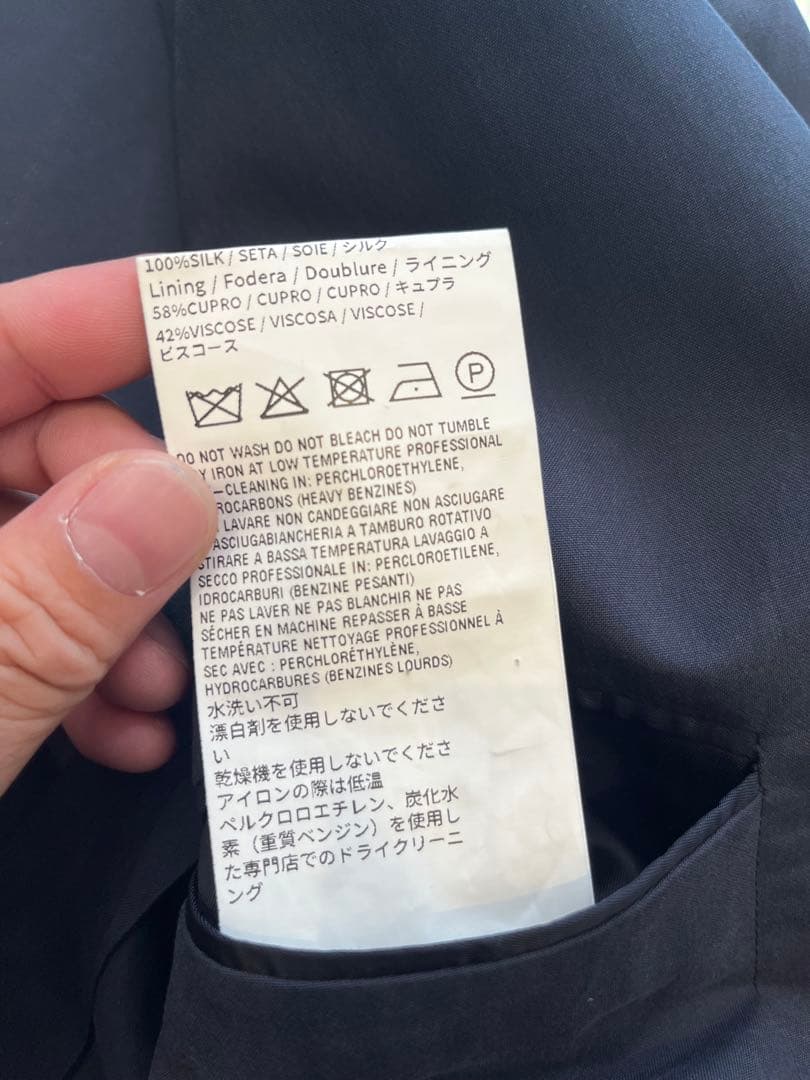 100%SILK / SETA / SOIE / シルク
Lining / Fodera / Doublure / ライニング
58%CUPRO / CUPRO / CUPRO / キュプラ
42%VISCOSE / VISCOSA / VISCOSE /
ビスコース
P
DO NOT WASH DO NOT BLEACH DO NOT TUMBLE
IRON AT LOW TEMPERATURE PROFESSIONAL
-CLEANING IN: PERCHLOROETHYLENE,
(HEAVY BENZINES)
LAVARE NON CANDEGGIARE NON ASCIUGARE
ASCIUGABIANCHERIA A TAMBURO ROTATIVO
STIRARE A BASSA TEMPERATURA LAVAGGIO A
SECCO PROFESSIONALE IN: PERCLOROETILENE,
IDROCARBURI (BENZINE PESANTI)
NE PAS LAVER NE PAS BLANCHIR NE PAS
SÉCHER EN MACHINE REPASSER À BASSE
TEMPÉRATURE NETTOYAGE PROFESSIONNEL À
SEC AVEC : PERCHLORÉTHYLÈNE,
HYDROCARBURES (BENZINES LOURDS)
水洗い不可
漂白剤を使用しないでくださ
い
乾燥機を使用しないでくださ
アイロンの際は低温
ペルクロロエチレン、炭化水
素（重質ベンジン）を使用し
た専門店でのドライクリーニ
ング